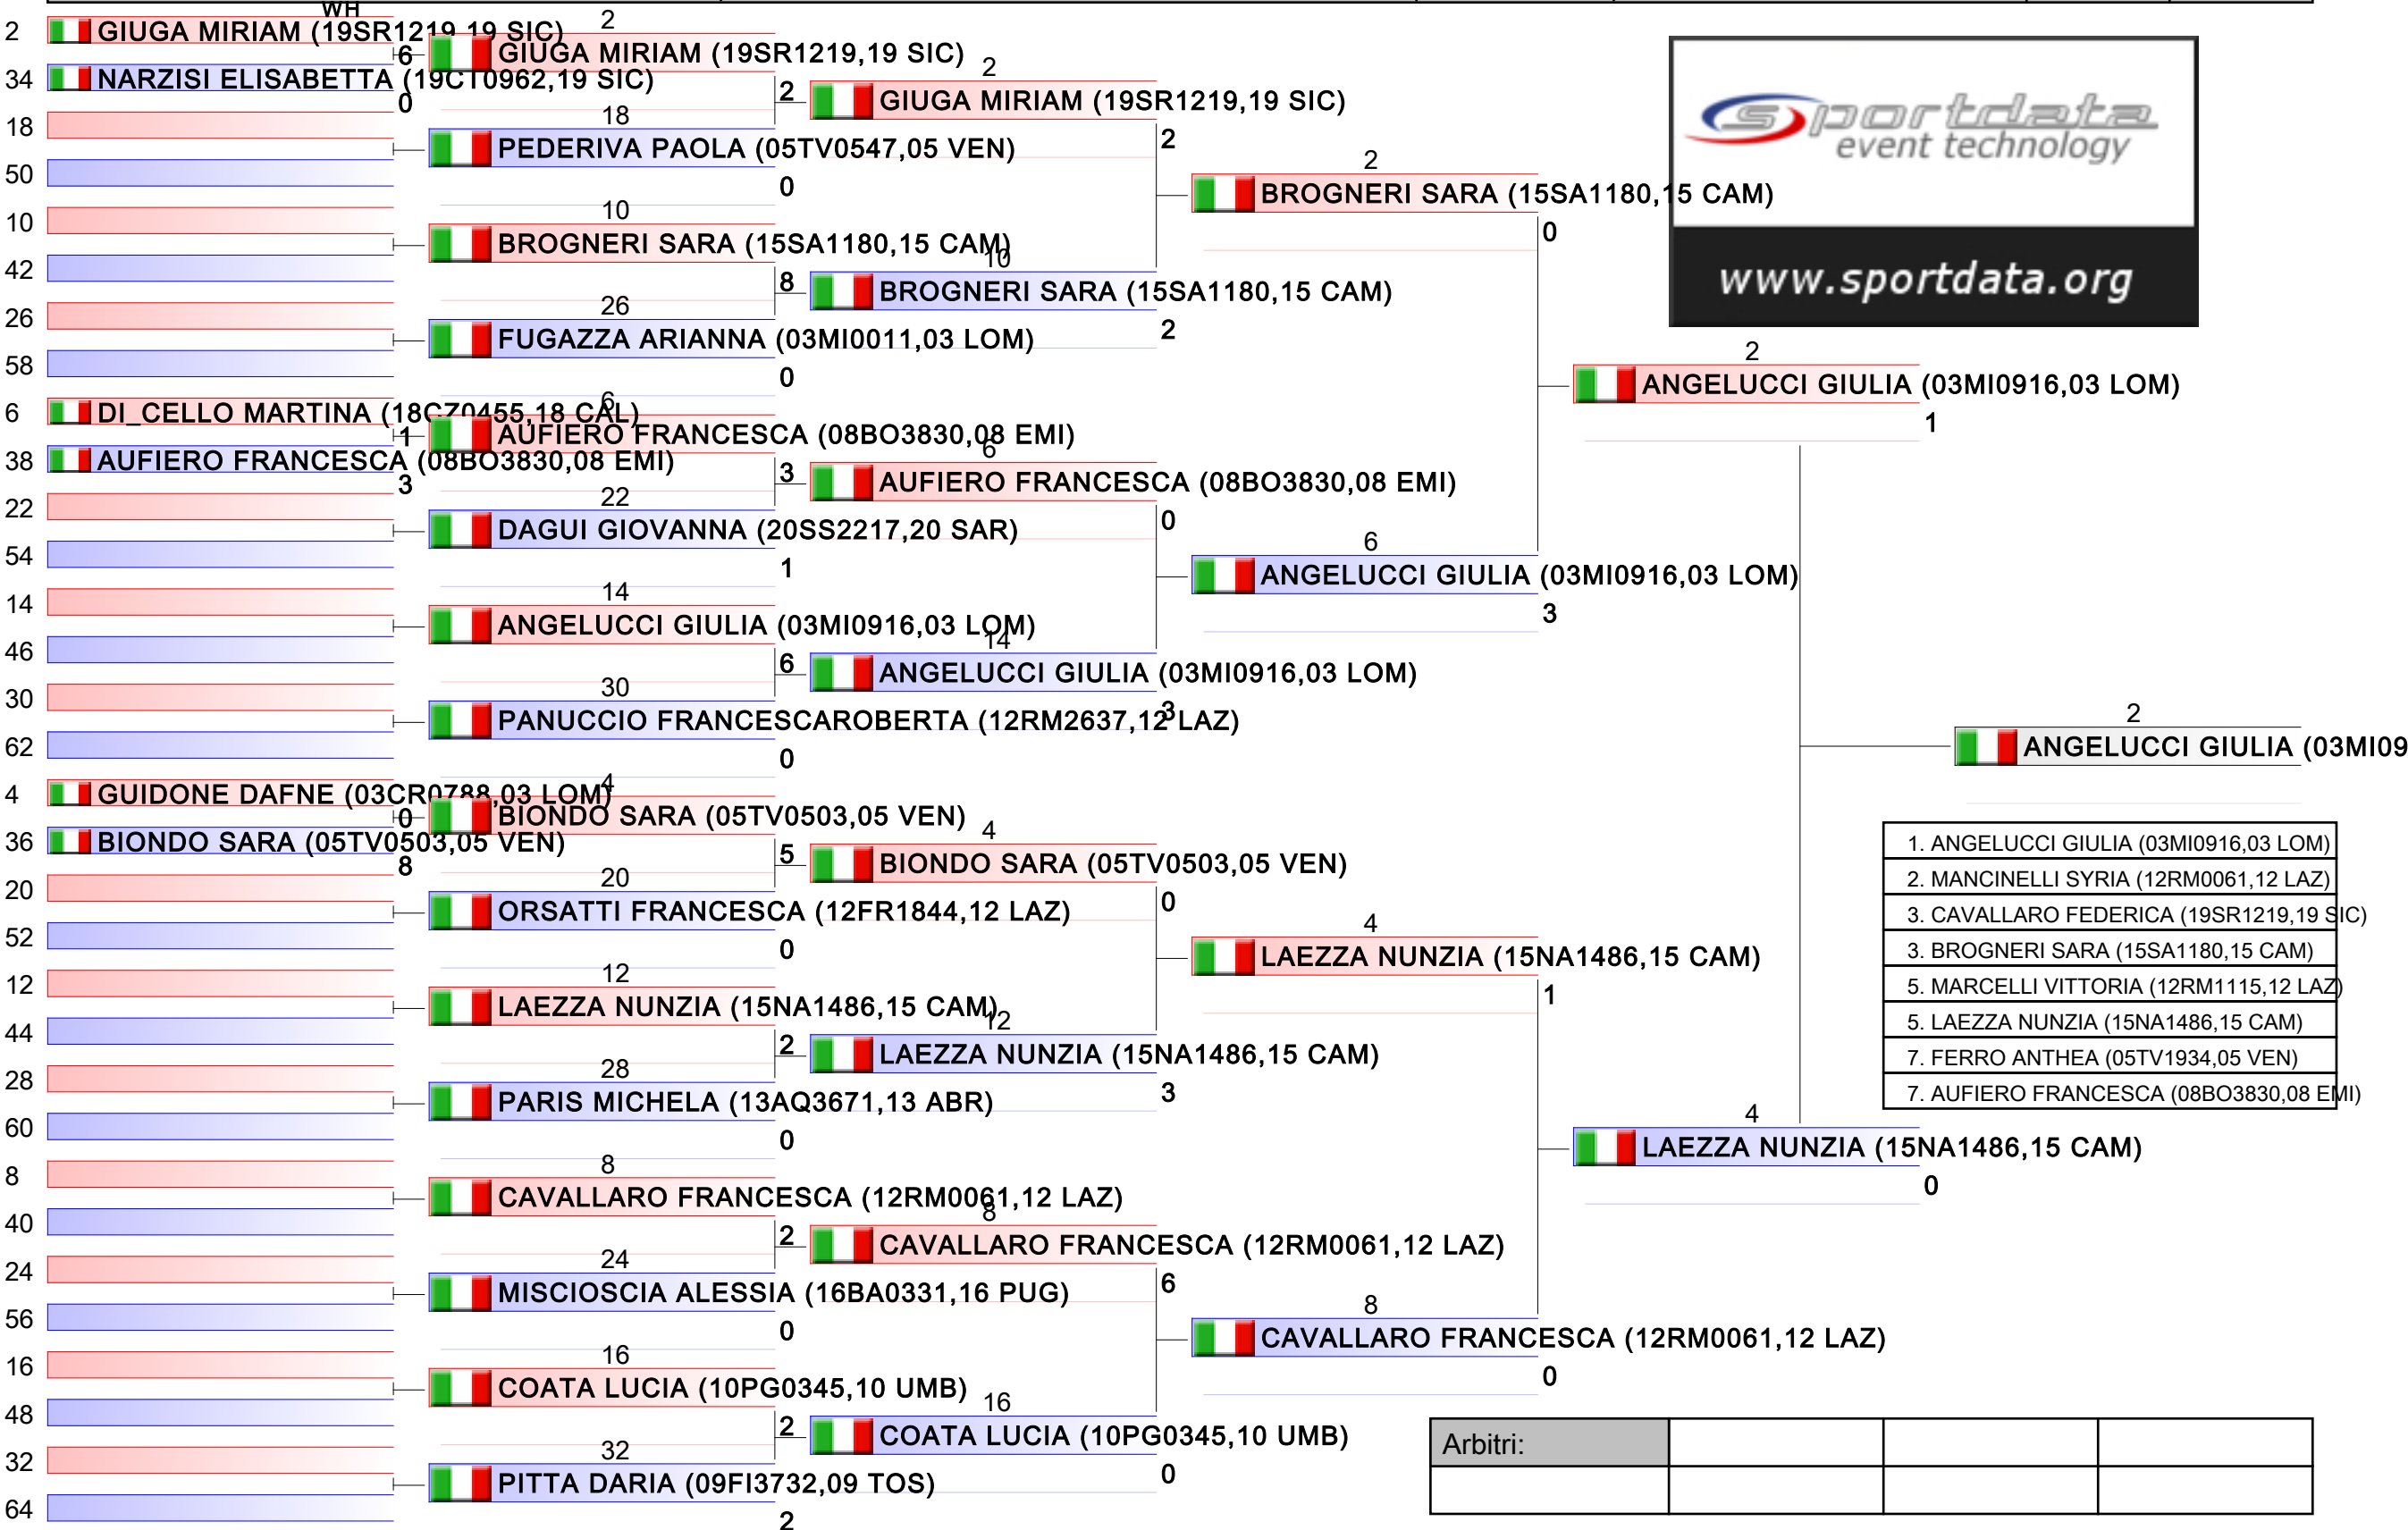 WH
2 GIUGA MIRIAM (19SR1219,19 SIC)
6
34 NARZISI ELISABETTA (19CT0962,19 SIC)
0
18
50
10
42
26
58
6 DI_CELLO MARTINA (18CZ0455,18 CAL)
1
38 AUFIERO FRANCESCA (08BO3830,08 EMI)
3
22
54
14
46
30
62
4 GUIDONE DAFNE (03CR0788,03 LOM)
0
36 BIONDO SARA (05TV0503,05 VEN)
8
20
52
12
44
28
60
8
40
24
56
16
48
32
64
2
GIUGA MIRIAM (19SR1219,19 SIC)
2
18
PEDERIVA PAOLA (05TV0547,05 VEN)
0
10
BROGNERI SARA (15SA1180,15 CAM)
8
26
FUGAZZA ARIANNA (03MI0011,03 LOM)
0
6
AUFIERO FRANCESCA (08BO3830,08 EMI)
3
22
DAGUI GIOVANNA (20SS2217,20 SAR)
1
14
ANGELUCCI GIULIA (03MI0916,03 LOM)
6
30
PANUCCIO FRANCESCAROBERTA (12RM2637,12 LAZ)
0
4
BIONDO SARA (05TV0503,05 VEN)
5
20
ORSATTI FRANCESCA (12FR1844,12 LAZ)
0
12
LAEZZA NUNZIA (15NA1486,15 CAM)
2
28
PARIS MICHELA (13AQ3671,13 ABR)
0
8
CAVALLARO FRANCESCA (12RM0061,12 LAZ)
2
24
MISCIOSCIA ALESSIA (16BA0331,16 PUG)
0
16
COATA LUCIA (10PG0345,10 UMB)
2
32
PITTA DARIA (09FI3732,09 TOS)
2
2
GIUGA MIRIAM (19SR1219,19 SIC)
2
10
BROGNERI SARA (15SA1180,15 CAM)
2
6
AUFIERO FRANCESCA (08BO3830,08 EMI)
0
14
ANGELUCCI GIULIA (03MI0916,03 LOM)
3
4
BIONDO SARA (05TV0503,05 VEN)
0
12
LAEZZA NUNZIA (15NA1486,15 CAM)
3
8
CAVALLARO FRANCESCA (12RM0061,12 LAZ)
6
16
COATA LUCIA (10PG0345,10 UMB)
0
2
BROGNERI SARA (15SA1180,15 CAM)
0
6
ANGELUCCI GIULIA (03MI0916,03 LOM)
3
4
LAEZZA NUNZIA (15NA1486,15 CAM)
1
8
CAVALLARO FRANCESCA (12RM0061,12 LAZ)
0
sportdata
event technology
www.sportdata.org
2
ANGELUCCI GIULIA (03MI0916,03 LOM)
1
4
LAEZZA NUNZIA (15NA1486,15 CAM)
0
2
ANGELUCCI GIULIA (03MI09
1. ANGELUCCI GIULIA (03MI0916,03 LOM)
2. MANCINELLI SYRIA (12RM0061,12 LAZ)
3. CAVALLARO FEDERICA (19SR1219,19 SIC)
3. BROGNERI SARA (15SA1180,15 CAM)
5. MARCELLI VITTORIA (12RM1115,12 LAZ)
5. LAEZZA NUNZIA (15NA1486,15 CAM)
7. FERRO ANTHEA (05TV1934,05 VEN)
7. AUFIERO FRANCESCA (08BO3830,08 EMI)
Arbitri: